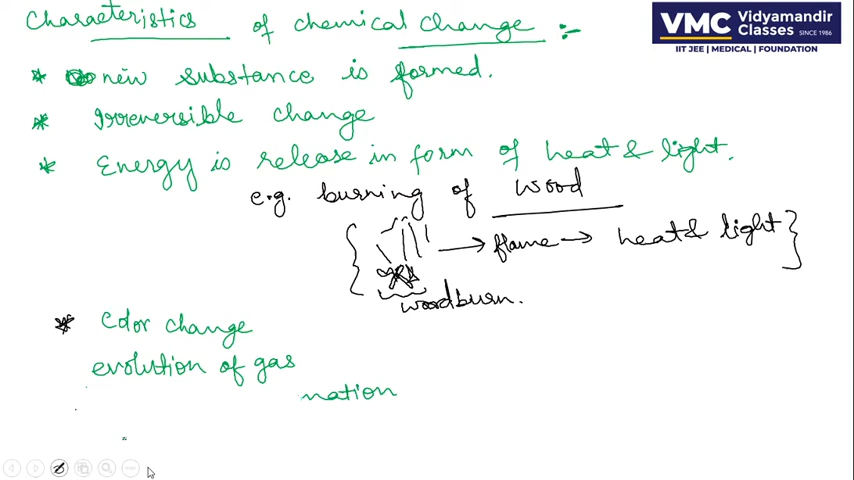 Characteristics of chemical change :-
VMC Vidyamandir Classes SINCE 1986
IIT JEE | MEDICAL | FOUNDATION
* new substance is formed.
* Irreversible change
* Energy is release in form of heat & light.
e.g. burning of wood
{ → flame → heat & light }
woodburn.
* Color change
evolution of gas
nation